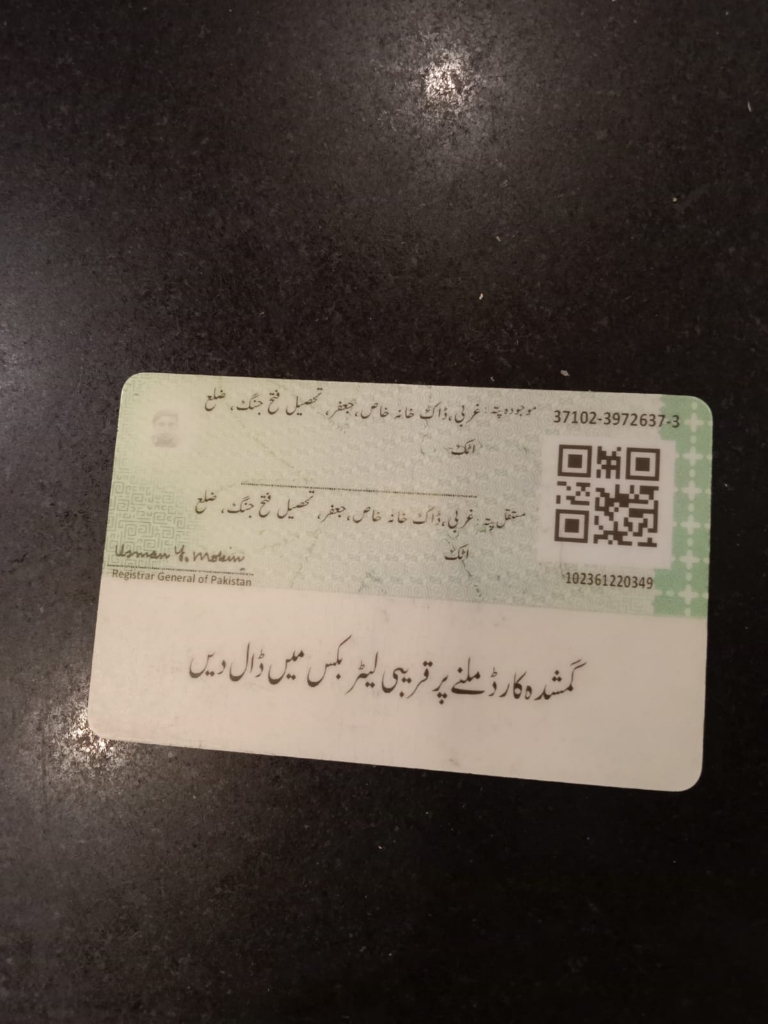 موجودہ پتہ: غربی، ڈاک خانہ خاص، جعفر، تحصیل فتح جنگ، ضلع
اٹک
37102-3972637-3
مستقل پتہ: غربی، ڈاک خانہ خاص، جعفر، تحصیل فتح جنگ، ضلع
اٹک
102361220349
Usman Y. Mobin
Registrar General of Pakistan
گمشدہ کارڈ ملنے پر قریبی لیٹر بکس میں ڈال دیں